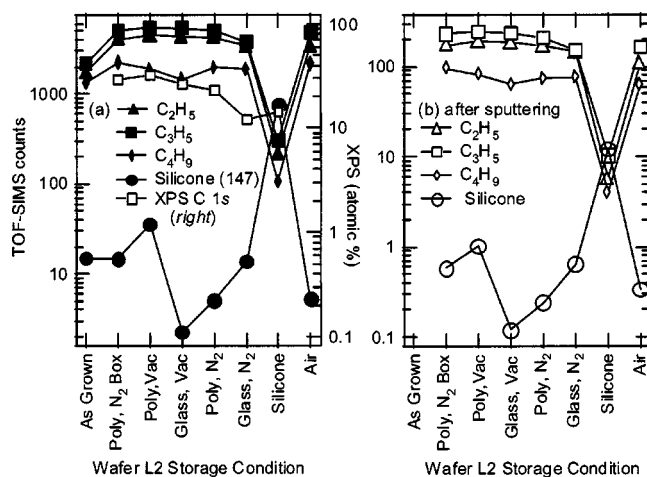 TOF-SIMS counts
1000
100
10
(a)
C2H5
C3H5
C4H9
Silicone (147)
XPS C 1s
(right)
100
10
1
0.1
XPS (atomic %)
As Grown
Poly, N2 Box
Poly,Vac
Glass, Vac
Poly, N2
Glass, N2
Silicone
Air
Wafer L2 Storage Condition
100
10
1
0.1
(b) after sputtering
C2H5
C3H5
C4H9
Silicone
As Grown
Poly, N2 Box
Poly, Vac
Glass, Vac
Poly, N2
Glass, N2
Silicone
Air
Wafer L2 Storage Condition